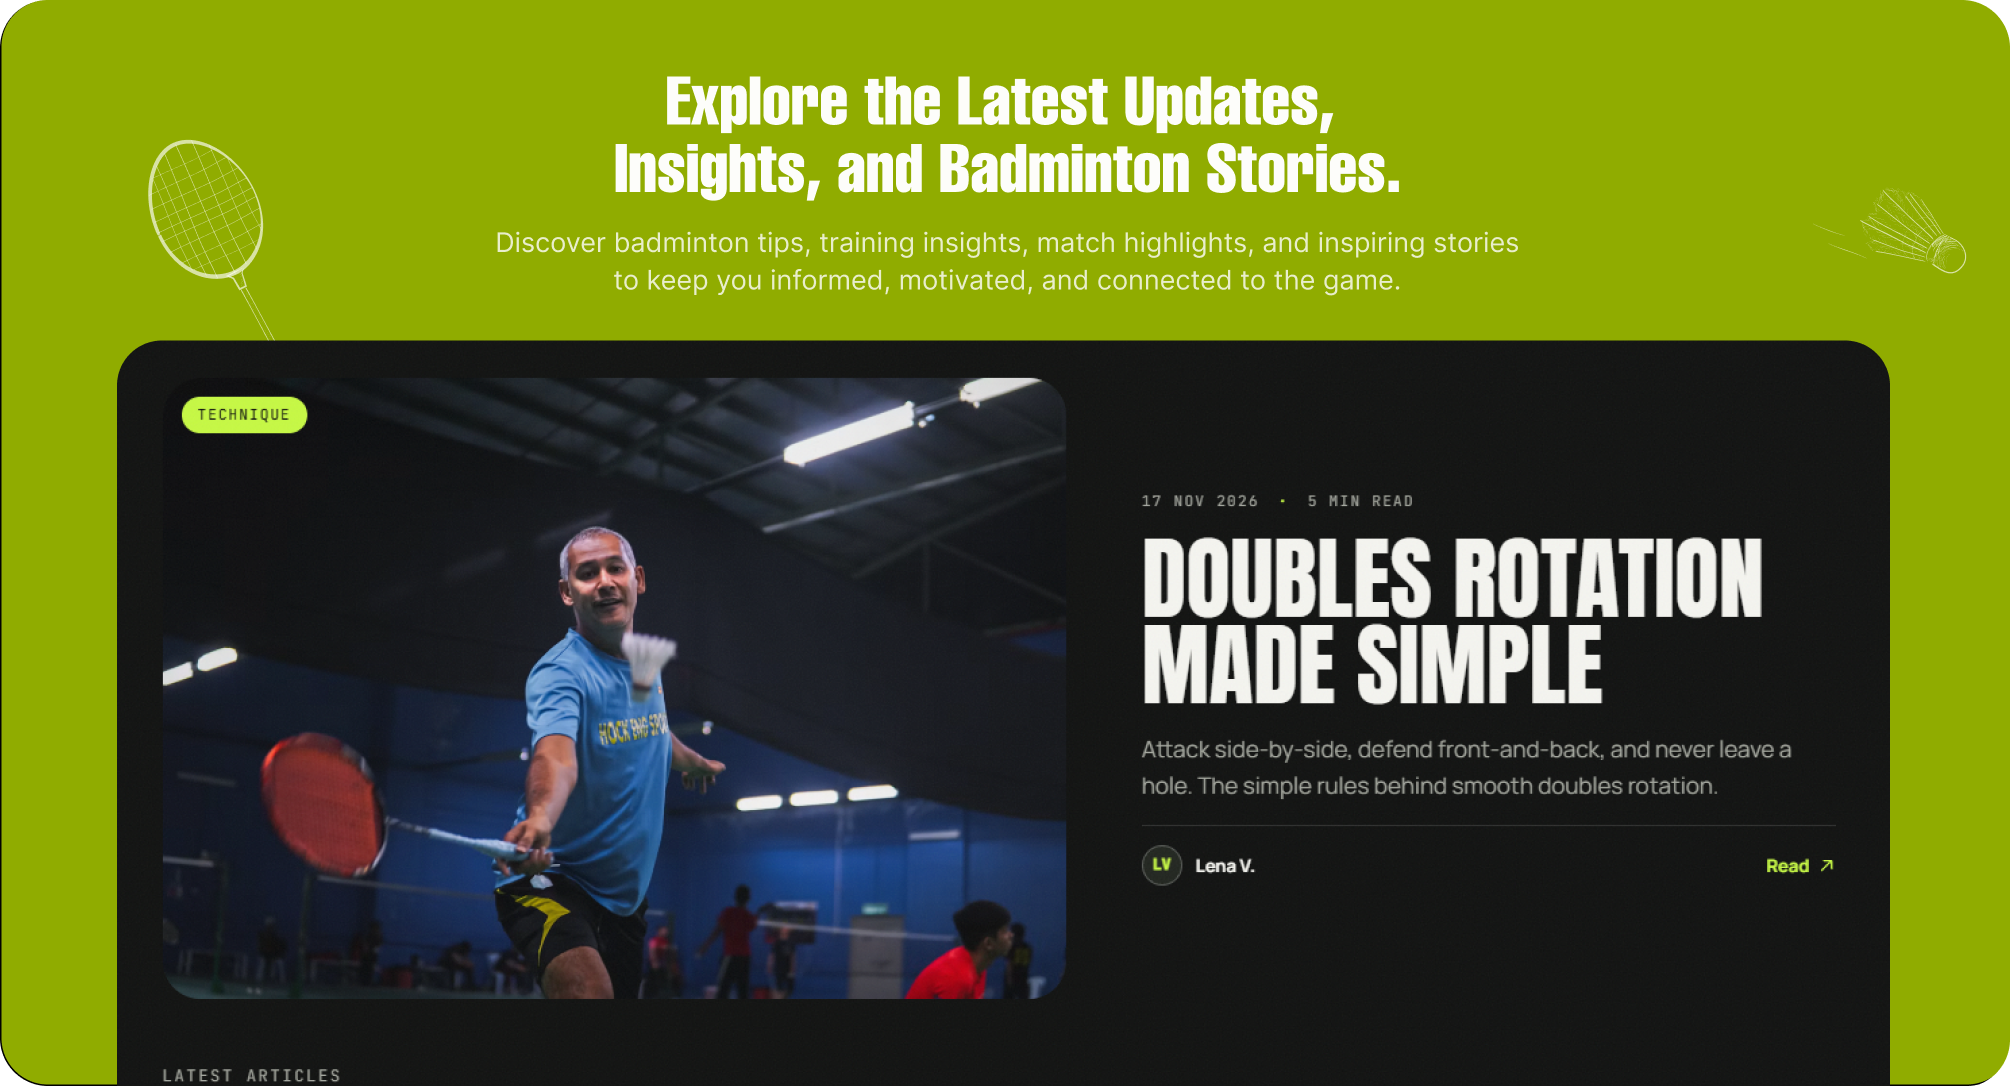 Explore the Latest Updates,
Insights, and Badminton Stories.
Discover badminton tips, training insights, match highlights, and inspiring stories
to keep you informed, motivated, and connected to the game.
TECHNIQUE
HOCK ENG SPO
17 NOV 2026 • 5 MIN READ
DOUBLES ROTATION
MADE SIMPLE
Attack side-by-side, defend front-and-back, and never leave a
hole. The simple rules behind smooth doubles rotation.
LV Lena V.
Read ↗
LATEST ARTICLES